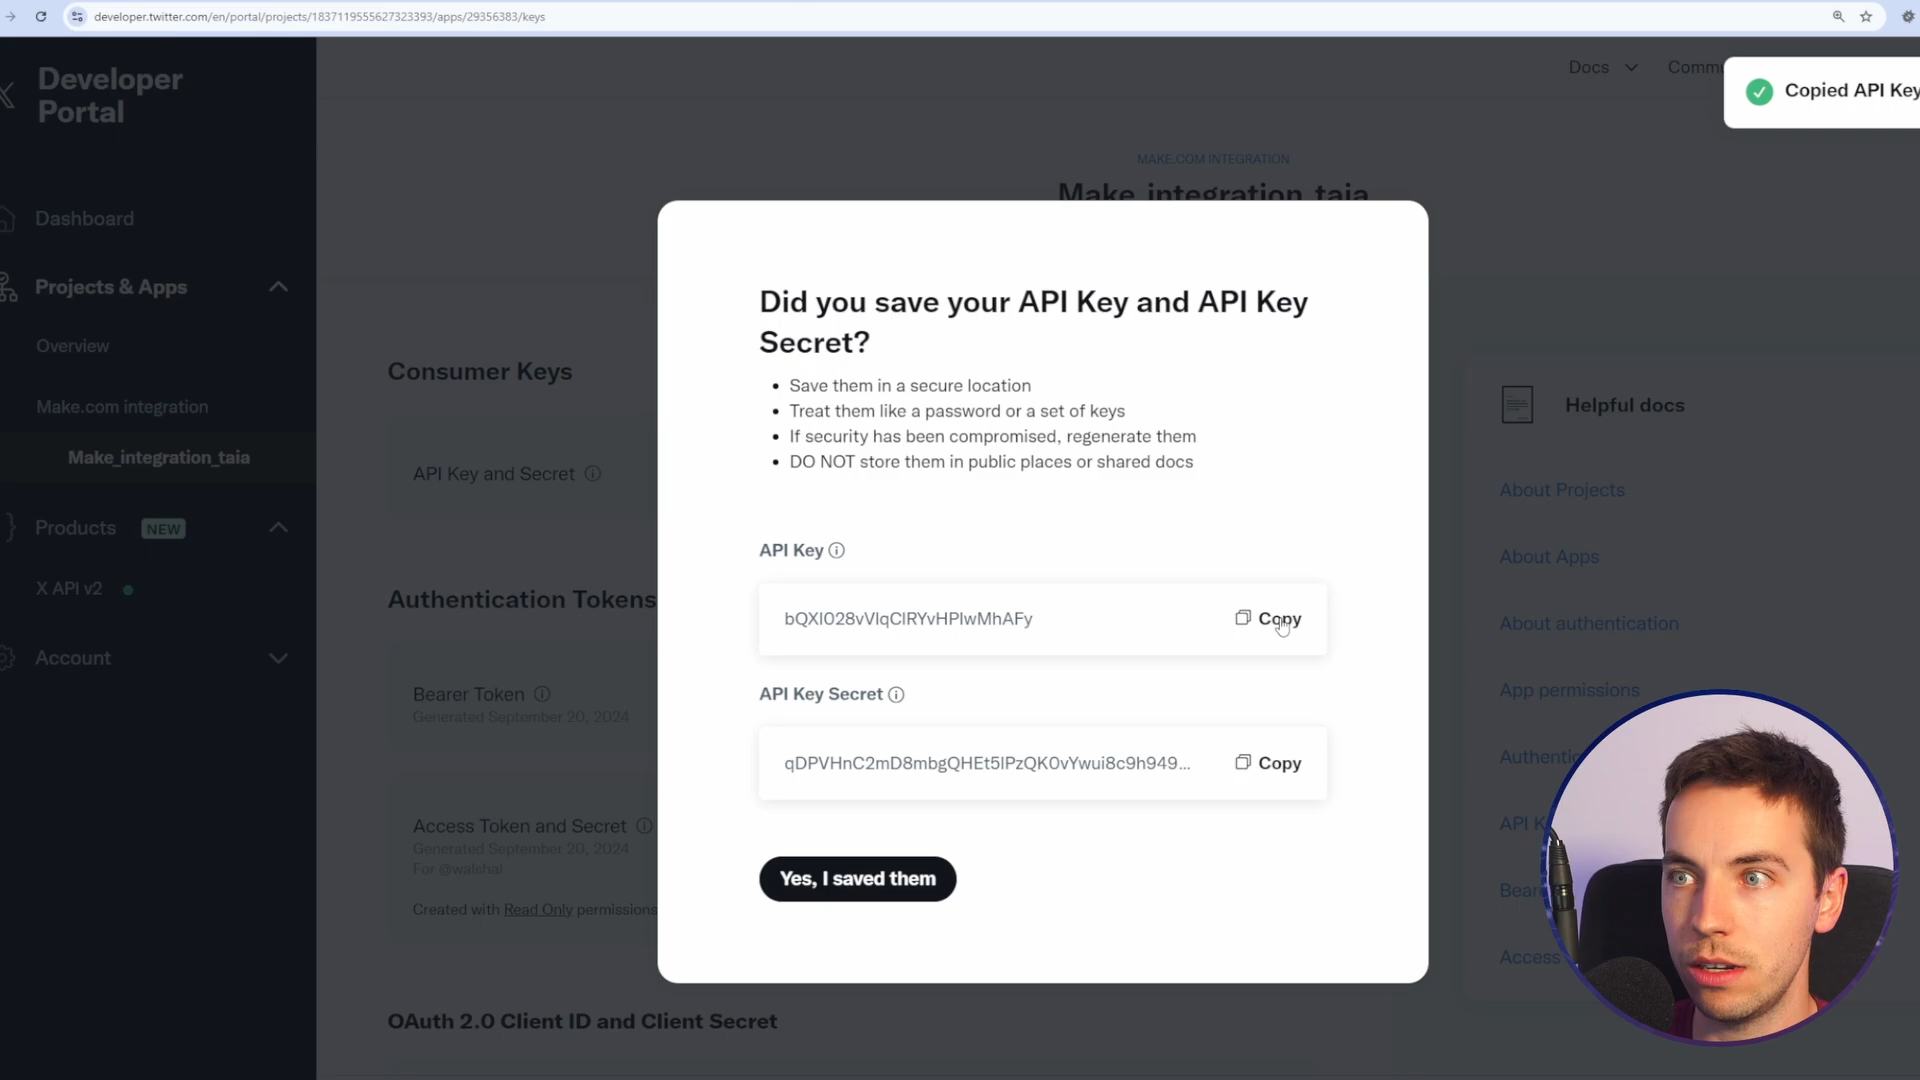 developer.twitter.com/en/portal/projects/1837119555627323393/apps/29356383/keys
Developer
Portal
Docs
Copied API Key
MAKE.COM INTEGRATION
Make_integration_taia
Dashboard
Projects & Apps
Overview
Make.com integration
Make_integration_taia
Products NEW
X API v2
Account
Consumer Keys
API Key and Secret
Authentication Tokens
Bearer Token
Generated September 20, 2024
Access Token and Secret
Generated September 20, 2024
Created with Read Only permissions
OAuth 2.0 Client ID and Client Secret
Did you save your API Key and API Key
Secret?
Save them in a secure location
Treat them like a password or a set of keys
If security has been compromised, regenerate them
DO NOT store them in public places or shared docs
API Key
Copy
API Key Secret
Copy
Yes, I saved them
Helpful docs
About Projects
About Apps
About authentication
App permissions
API
Access